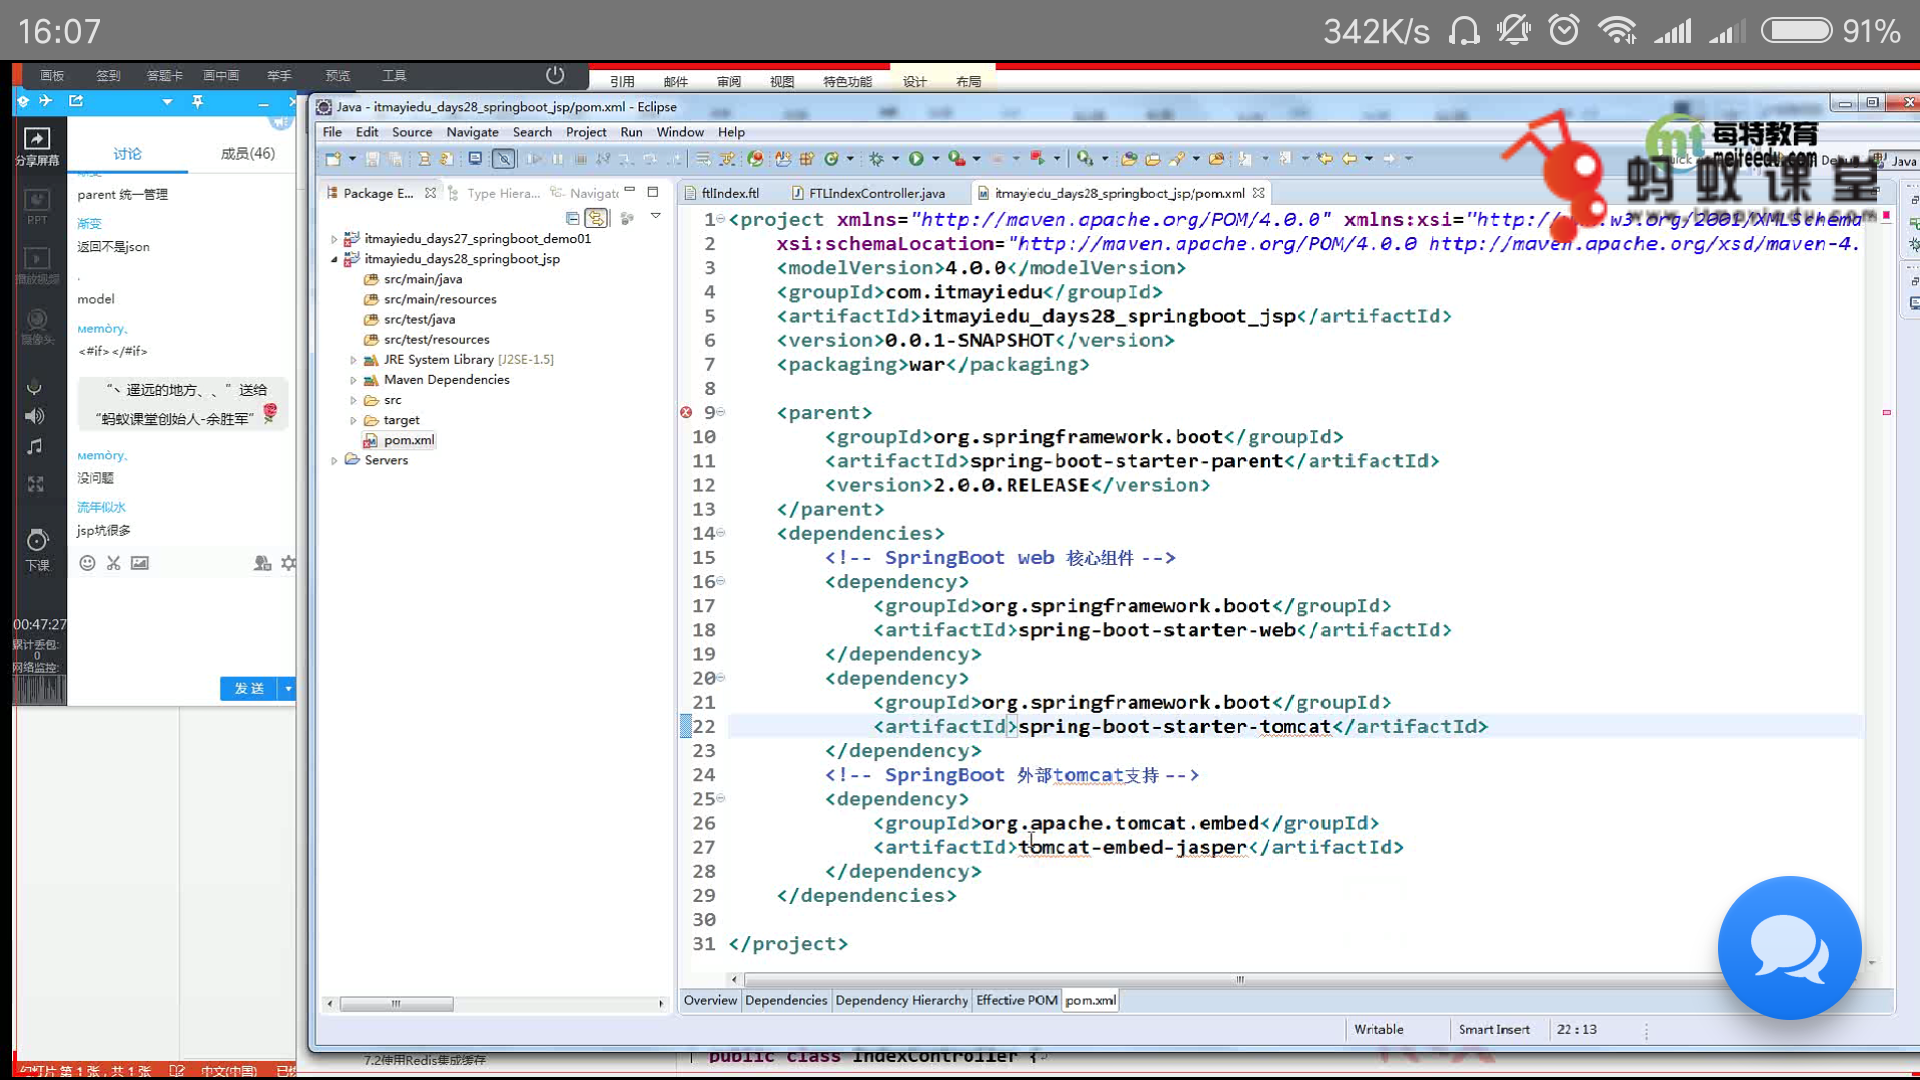 16:07
342K/s
91%
画板 签到 答题卡 画中画 举手 预览 工具
引用 邮件 审阅 视图 特色功能 设计 布局
分享屏幕
PPT
播放视频
摄像头
下课
00:47:27
累计丢包:
0
网络监控:
讨论
成员(46)
parent 统一管理
渐变
返回不是json
.
model
мemòry、
<#if> </#if>
“丶 遥远的地方、、” 送给
“蚂蚁课堂创始人-余胜军”
мemòry、
没问题
流年似水
jsp坑很多
发 送
Java - itmayiedu_days28_springboot_jsp/pom.xml - Eclipse
File Edit Source Navigate Search Project Run Window Help
每特教育
meiteedu.com
蚂蚁课堂
Java
Package E...
Type Hiera...
Navigato
itmayiedu_days27_springboot_demo01
itmayiedu_days28_springboot_jsp
src/main/java
src/main/resources
src/test/java
src/test/resources
JRE System Library [J2SE-1.5]
Maven Dependencies
src
target
pom.xml
Servers
ftlIndex.ftl
FTLIndexController.java
itmayiedu_days28_springboot_jsp/pom.xml
1 <project xmlns="http://maven.apache.org/POM/4.0.0" xmlns:xsi="http://www.w3.org/2001/XMLSchema
2 xsi:schemaLocation="http://maven.apache.org/POM/4.0.0 http://maven.apache.org/xsd/maven-4.
3 <modelVersion>4.0.0</modelVersion>
4 <groupId>com.itmayiedu</groupId>
5 <artifactId>itmayiedu_days28_springboot_jsp</artifactId>
6 <version>0.0.1-SNAPSHOT</version>
7 <packaging>war</packaging>
8
9 <parent>
10 <groupId>org.springframework.boot</groupId>
11 <artifactId>spring-boot-starter-parent</artifactId>
12 <version>2.0.0.RELEASE</version>
13 </parent>
14 <dependencies>
15 <!-- SpringBoot web 核心组件 -->
16 <dependency>
17 <groupId>org.springframework.boot</groupId>
18 <artifactId>spring-boot-starter-web</artifactId>
19 </dependency>
20 <dependency>
21 <groupId>org.springframework.boot</groupId>
22 <artifactId>spring-boot-starter-tomcat</artifactId>
23 </dependency>
24 <!-- SpringBoot 外部tomcat支持 -->
25 <dependency>
26 <groupId>org.apache.tomcat.embed</groupId>
27 <artifactId>tomcat-embed-jasper</artifactId>
28 </dependency>
29 </dependencies>
30
31 </project>
Overview Dependencies Dependency Hierarchy Effective POM pom.xml
Writable Smart Insert 22 : 13
7.2使用Redis集成缓存
public class IndexController {
幻灯片 第 1 张，共 1 张 中文(中国)